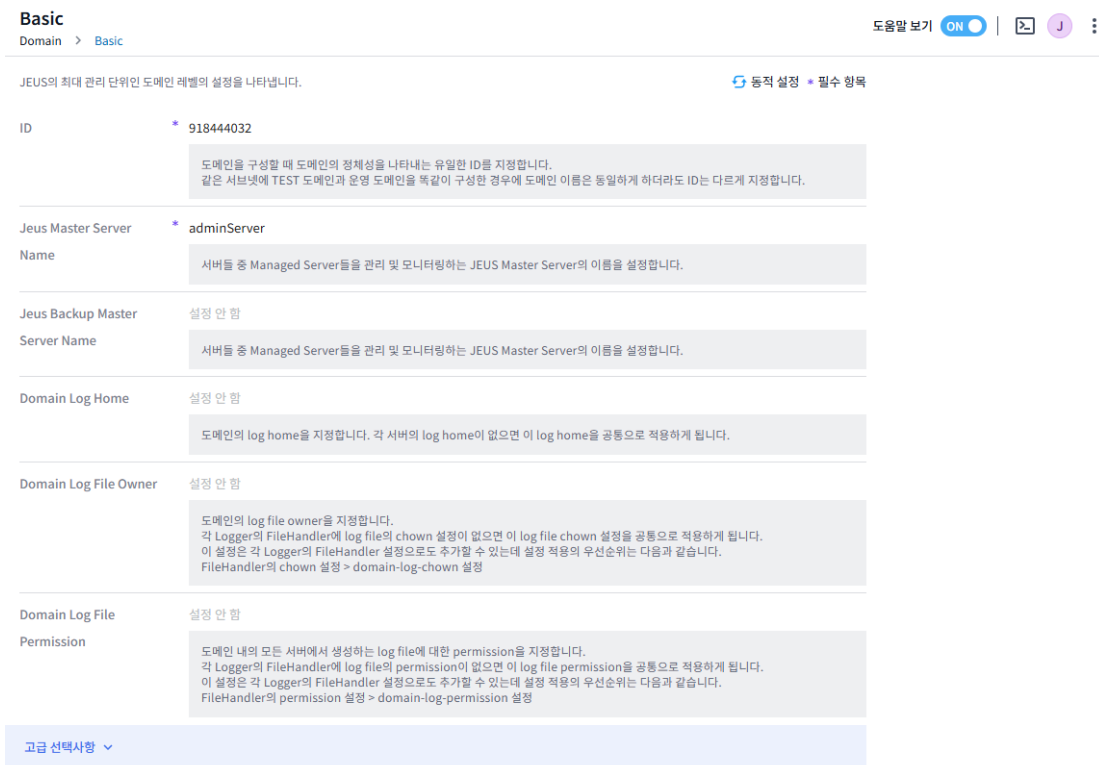 Basic
Domain > Basic
도움말 보기 ON J
JEUS의 최대 관리 단위인 도메인 레벨의 설정을 나타냅니다.
동적 설정 * 필수 항목
ID * 918444032
도메인을 구성할 때 도메인의 정체성을 나타내는 유일한 ID를 지정합니다.
같은 서브넷에 TEST 도메인과 운영 도메인을 똑같이 구성한 경우에 도메인 이름은 동일하게 하더라도 ID는 다르게 지정합니다.
Jeus Master Server Name * adminServer
서버들 중 Managed Server들을 관리 및 모니터링하는 JEUS Master Server의 이름을 설정합니다.
Jeus Backup Master Server Name 설정 안 함
서버들 중 Managed Server들을 관리 및 모니터링하는 JEUS Master Server의 이름을 설정합니다.
Domain Log Home 설정 안 함
도메인의 log home을 지정합니다. 각 서버의 log home이 없으면 이 log home을 공통으로 적용하게 됩니다.
Domain Log File Owner 설정 안 함
도메인의 log file owner을 지정합니다.
각 Logger의 FileHandler에 log file의 chown 설정이 없으면 이 log file chown 설정을 공통으로 적용하게 됩니다.
이 설정은 각 Logger의 FileHandler 설정으로도 추가할 수 있는데 설정 적용의 우선순위는 다음과 같습니다.
FileHandler의 chown 설정 > domain-log-chown 설정
Domain Log File Permission 설정 안 함
도메인 내의 모든 서버에서 생성하는 log file에 대한 permission을 지정합니다.
각 Logger의 FileHandler에 log file의 permission이 없으면 이 log file permission을 공통으로 적용하게 됩니다.
이 설정은 각 Logger의 FileHandler 설정으로도 추가할 수 있는데 설정 적용의 우선순위는 다음과 같습니다.
FileHandler의 permission 설정 > domain-log-permission 설정
고급 선택사항